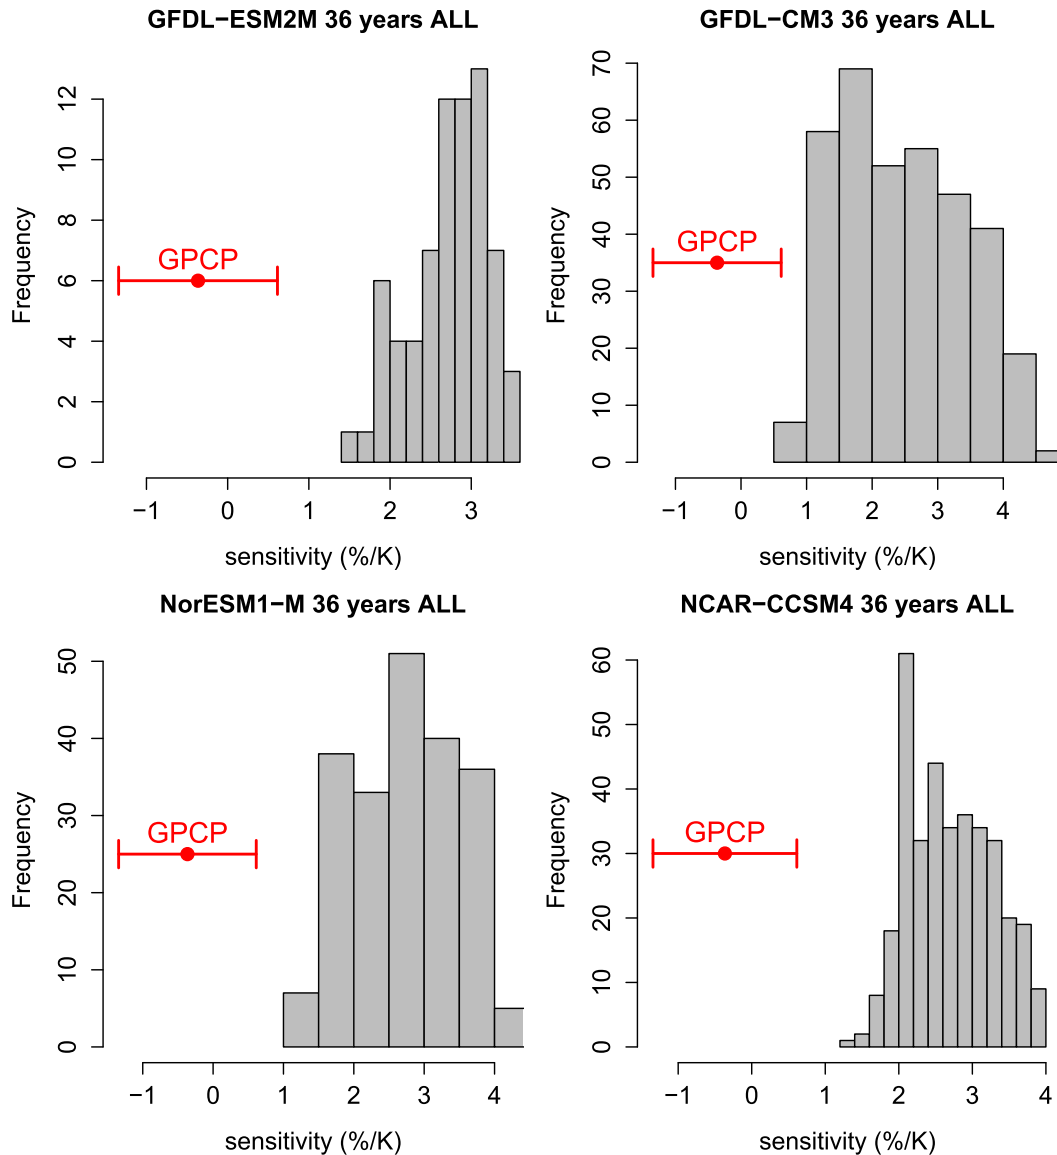 GFDL−ESM2M 36 years ALL
Frequency
0 2 4 6 8 10 12
GPCP
−1 0 1 2 3
sensitivity (%/K)
GFDL−CM3 36 years ALL
Frequency
0 10 20 30 40 50 60 70
GPCP
−1 0 1 2 3 4
sensitivity (%/K)
NorESM1−M 36 years ALL
Frequency
0 10 20 30 40 50
GPCP
−1 0 1 2 3 4
sensitivity (%/K)
NCAR−CCSM4 36 years ALL
Frequency
0 10 20 30 40 50 60
GPCP
−1 0 1 2 3 4
sensitivity (%/K)